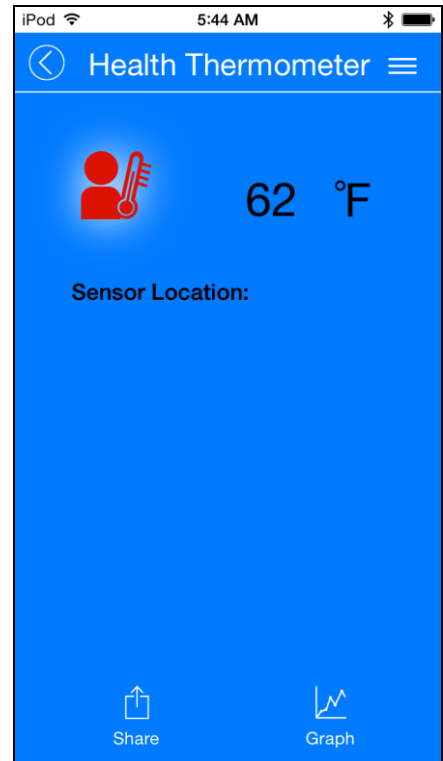 iPod 5:44 AM
Health Thermometer
62 °F
Sensor Location:
Share Graph